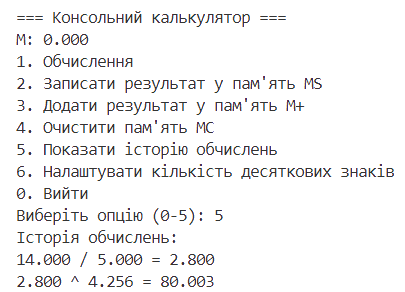 === Консольний калькулятор ===
M: 0.000
1. Обчислення
2. Записати результат у пам'ять MS
3. Додати результат у пам'ять M+
4. Очистити пам'ять MC
5. Показати історію обчислень
6. Налаштувати кількість десяткових знаків
0. Вийти
Виберіть опцію (0-5): 5
Історія обчислень:
14.000 / 5.000 = 2.800
2.800 ^ 4.256 = 80.003